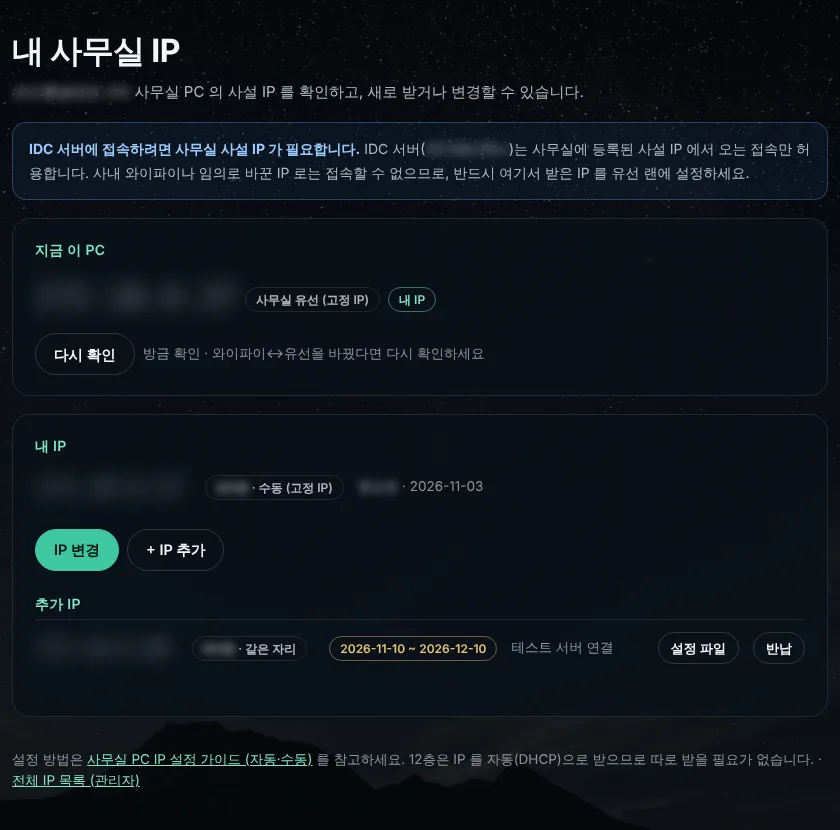 내 사무실 IP
사무실 PC 의 사설 IP 를 확인하고, 새로 받거나 변경할 수 있습니다.
IDC 서버에 접속하려면 사무실 사설 IP 가 필요합니다. IDC 서버( )는 사무실에 등록된 사설 IP 에서 오는 접속만 허
용합니다. 사내 와이파이나 임의로 바꾼 IP 로는 접속할 수 없으므로, 반드시 여기서 받은 IP 를 유선 랜에 설정하세요.
지금 이 PC
사무실 유선 (고정 IP) 내 IP
다시 확인 방금 확인 · 와이파이↔유선을 바꿨다면 다시 확인하세요
내 IP
· 수동 (고정 IP) · 2026-11-03
IP 변경 + IP 추가
추가 IP
· 같은 자리 2026-11-10 ~ 2026-12-10 테스트 서버 연결 설정 파일 반납
설정 방법은 사무실 PC IP 설정 가이드 (자동·수동) 를 참고하세요. 12층은 IP 를 자동(DHCP)으로 받으므로 따로 받을 필요가 없습니다. ·
전체 IP 목록 (관리자)